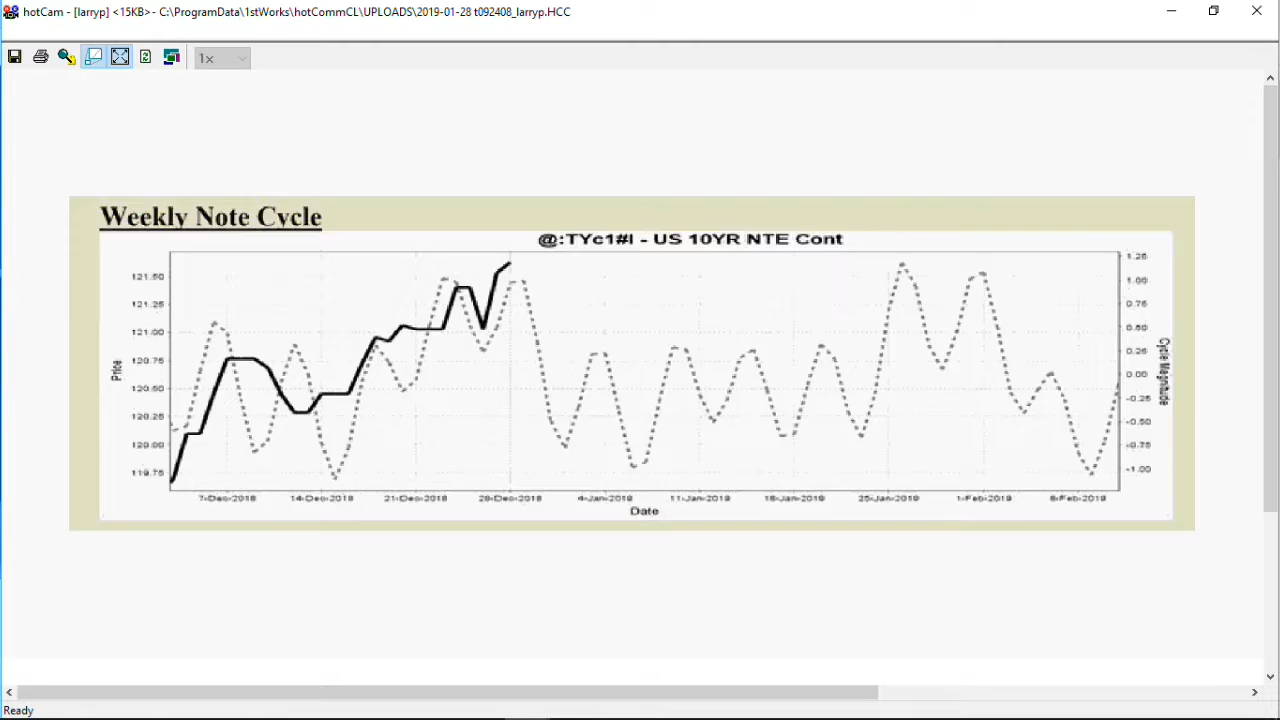 hotCam - [larryp] <15KB>- C:\ProgramData\1stWorks\hotCommCL\UPLOADS\2019-01-28 t092408_larryp.HCC
1x
Weekly Note Cycle
@:TYc1#I - US 10YR NTE Cont
121.50
121.25
121.00
120.75
120.50
120.25
120.00
119.75
Price
1.25
1.00
0.75
0.50
0.25
0.00
-0.25
-0.50
-0.75
-1.00
Cycle Magnitude
7-Dec-2018 14-Dec-2018 21-Dec-2018 28-Dec-2018 4-Jan-2019 11-Jan-2019 18-Jan-2019 25-Jan-2019 1-Feb-2019 8-Feb-2019
Date
Ready